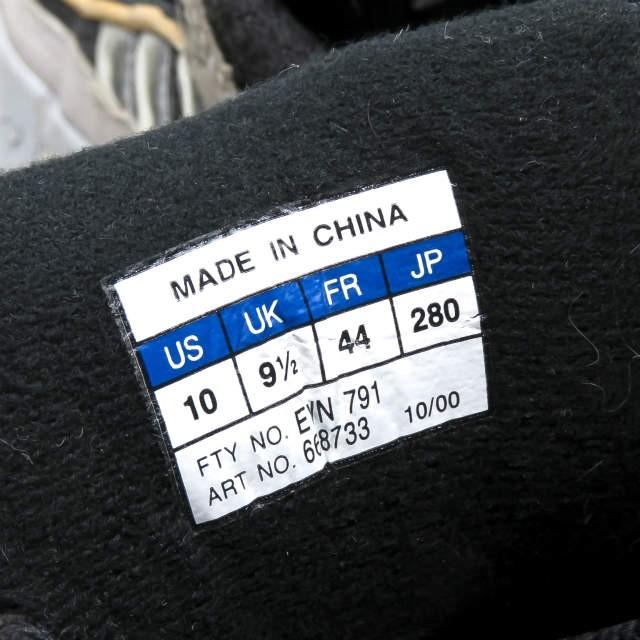 MADE IN CHINA
US UK FR JP
10 9½ 44 280
FTY NO. EVN 791
ART NO. 668733 10/00